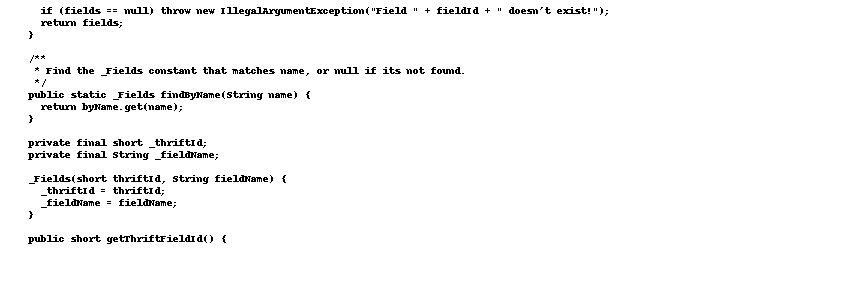 if (fields == null) throw new IllegalArgumentException("Field " + fieldId + " doesn't exist!");
return fields;
}
/**
* Find the _Fields constant that matches name, or null if its not found.
*/
public static _Fields findByName(String name) {
return byName.get(name);
}
private final short _thriftId;
private final String _fieldName;
_Fields(short thriftId, String fieldName) {
_thriftId = thriftId;
_fieldName = fieldName;
}
public short getThriftFieldId() {